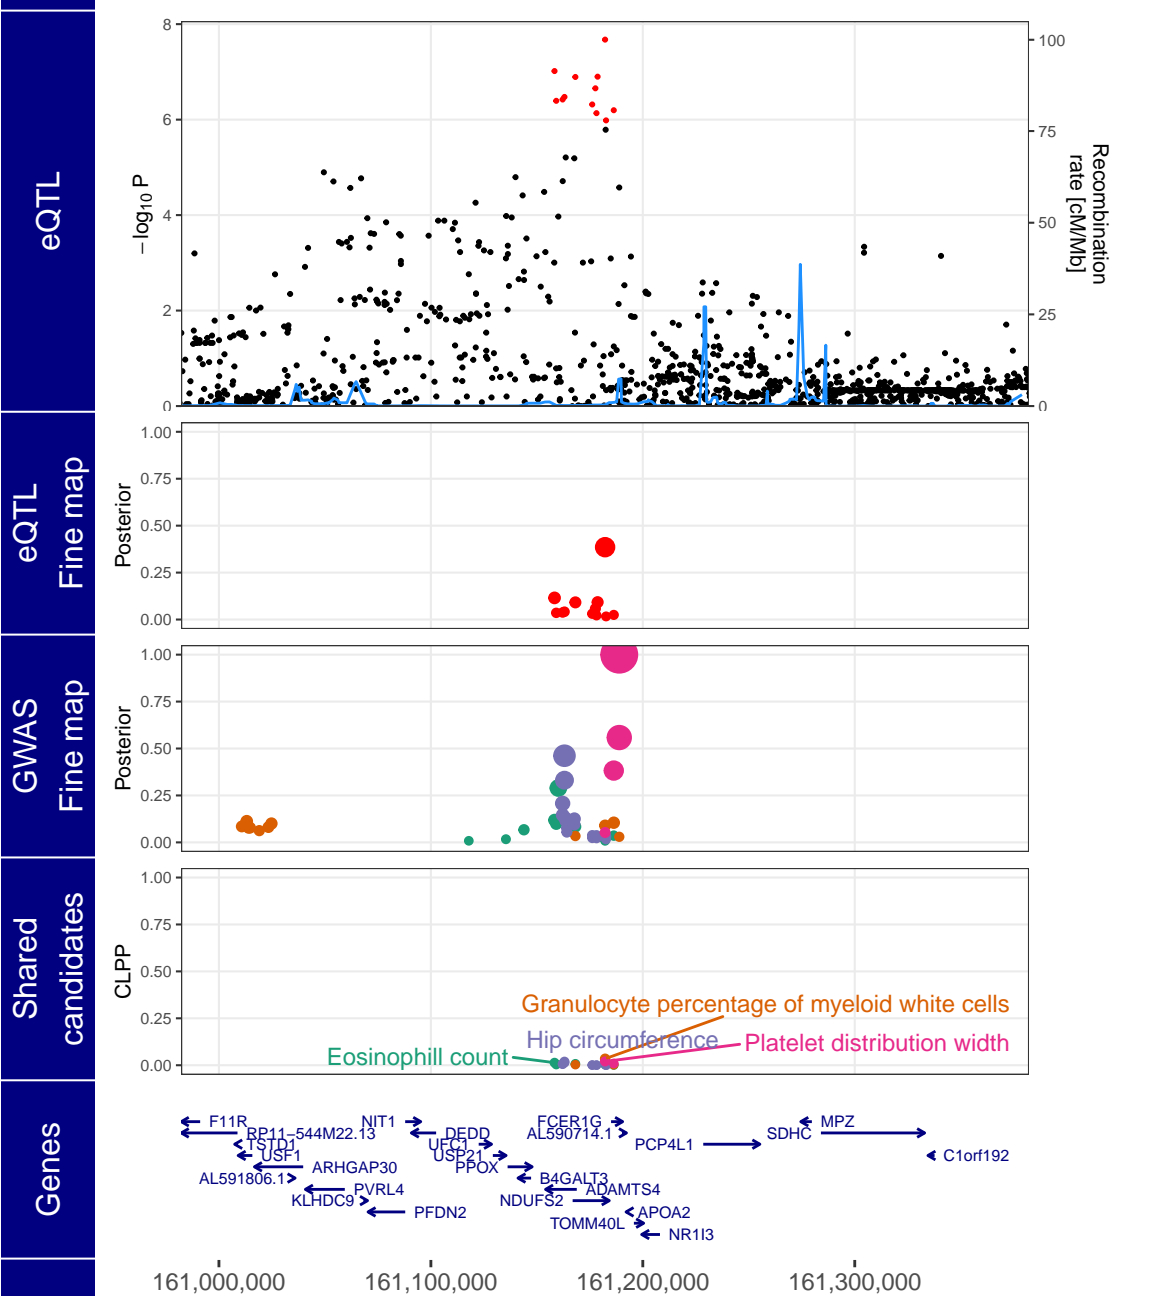 eQTL
−log10 P
8
6
4
2
0
100
75
50
25
0
Recombination
rate [cM/Mb]
eQTL
Fine map
Posterior
1.00
0.75
0.50
0.25
0.00
GWAS
Fine map
Posterior
1.00
0.75
0.50
0.25
0.00
Shared
candidates
CLPP
1.00
0.75
0.50
0.25
0.00
Granulocyte percentage of myeloid white cells
Hip circumference
Platelet distribution width
Eosinophill count
Genes
F11R NIT1 FCER1G MPZ
RP11−544M22.13 DEDD AL590714.1 SDHC
TSTD1 UFC1 PCP4L1
USF1 USP21 C1orf192
ARHGAP30 PPOX
AL591806.1 B4GALT3
PVRL4 ADAMTS4
KLHDC9 NDUFS2
PFDN2 APOA2
TOMM40L
NR1I3
161,000,000 161,100,000 161,200,000 161,300,000